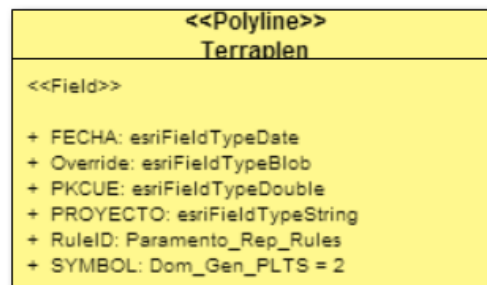 <<Polyline>>
Terraplen
<<Field>>
+ FECHA: esriFieldTypeDate
+ Override: esriFieldTypeBlob
+ PKCUE: esriFieldTypeDouble
+ PROYECTO: esriFieldTypeString
+ RuleID: Paramento_Rep_Rules
+ SYMBOL: Dom_Gen_PLTS = 2